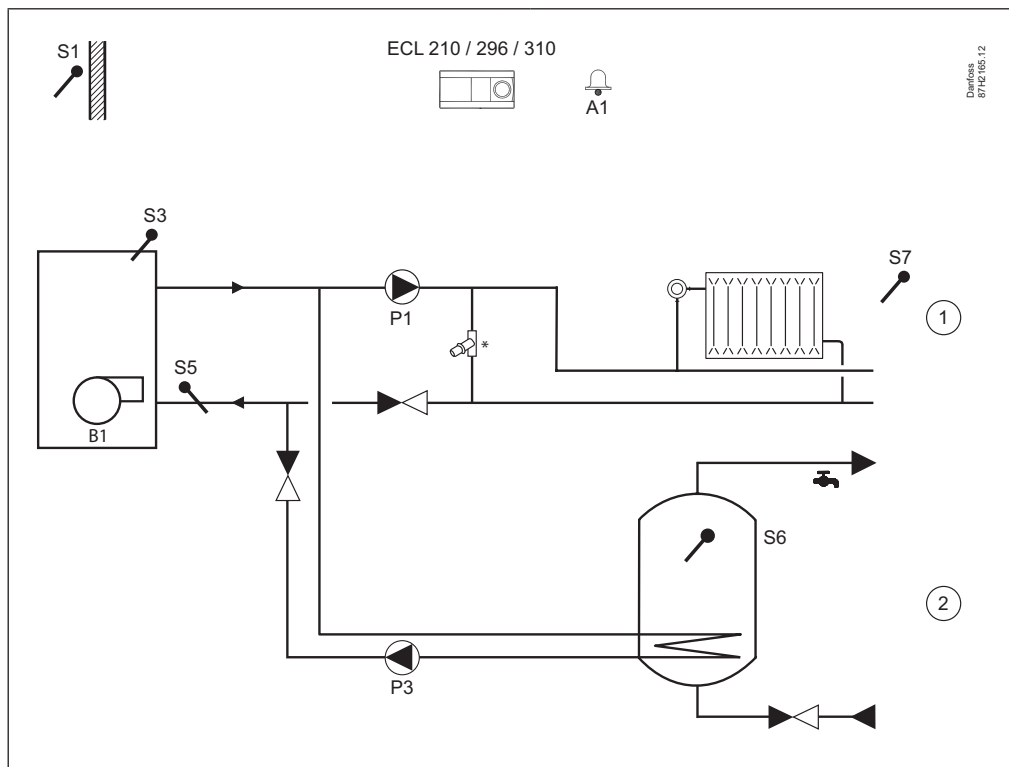 S1
ECL 210 / 296 / 310
A1
Danfoss
87H2165.12
S3
S7
P1
*
1
S5
B1
S6
2
P3